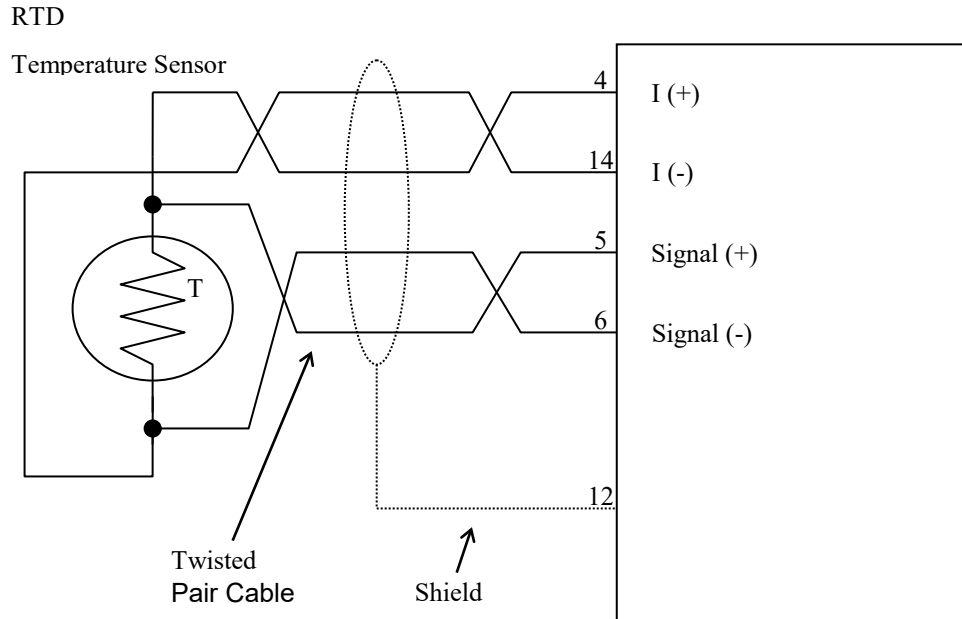 RTD
Temperature Sensor
4
I (+)
14
I (-)
5
Signal (+)
T
6
Signal (-)
12
Twisted
Pair Cable
Shield